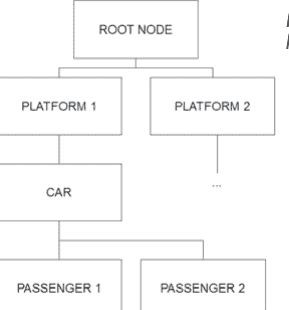 ROOT NODE
PLATFORM 1
PLATFORM 2
...
CAR
PASSENGER 1
PASSENGER 2